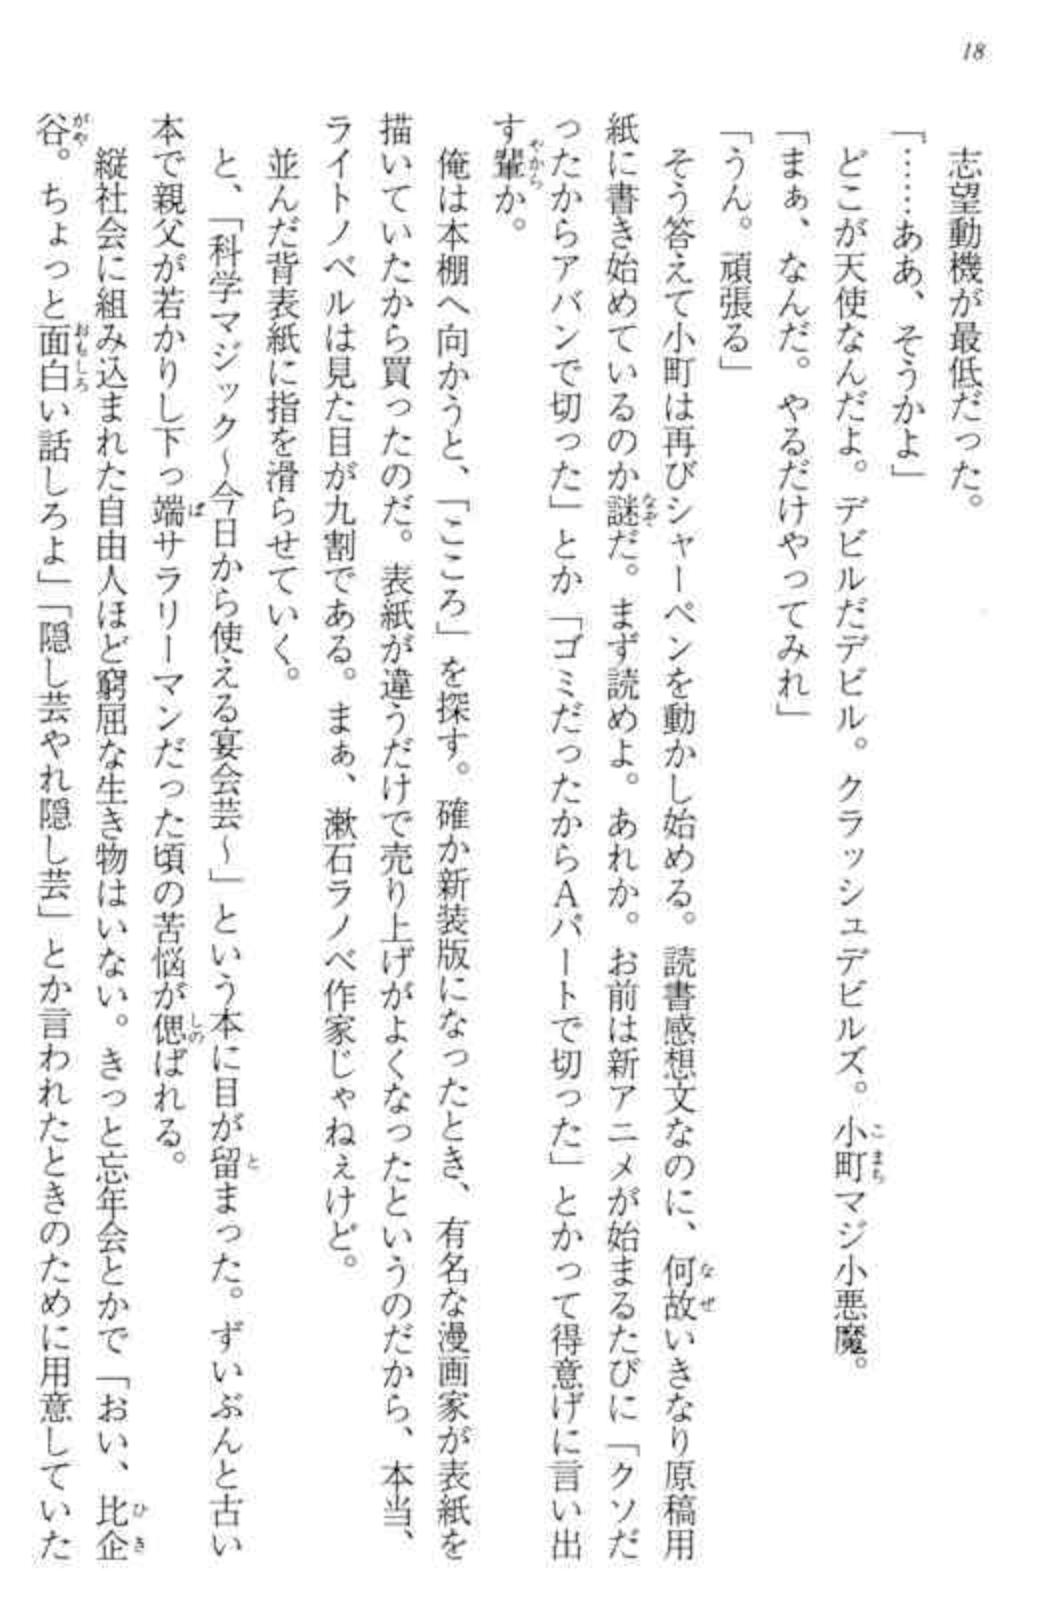 18
志望動機が最低だった。
「……ああ、そうかよ」
どこが天使なんだよ。デビルだデビル。クラッシュデビルズ。小町マジ小悪魔。
「まぁ、なんだ。やるだけやってみれ」
「うん。頑張る」
そう答えて小町は再びシャーペンを動かし始める。読書感想文なのに、何故いきなり原稿用
紙に書き始めているのか謎だ。まず読めよ。あれか。お前は新アニメが始まるたびに「クソだ
ったからアバンで切った」とか「ゴミだったからAパートで切った」とかって得意げに言い出
す輩か。
俺は本棚へ向かうと、「こころ」を探す。確か新装版になったとき、有名な漫画家が表紙を
描いていたから買ったのだ。表紙が違うだけで売り上げがよくなったというのだから、本当、
ライトノベルは見た目が九割である。まぁ、漱石ラノベ作家じゃねぇけど。
並んだ背表紙に指を滑らせていく。
と、「科学マジック〜今日から使える宴会芸〜」という本に目が留まった。ずいぶんと古い
本で親父が若かりし下っ端サラリーマンだった頃の苦悩が偲ばれる。
縦社会に組み込まれた自由人ほど窮屈な生き物はいない。きっと忘年会とかで「おい、比企
谷。ちょっと面白い話しろよ」「隠し芸やれ隠し芸」とか言われたときのために用意していた